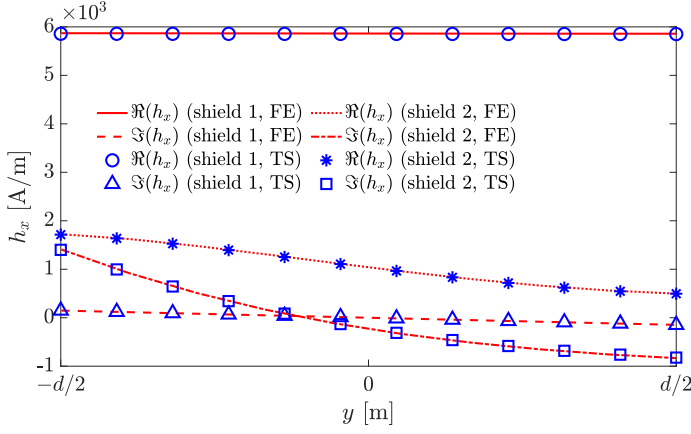 ×10³
6
5
4
3
2
1
0
-1
h_x [A/m]
ℜ(h_x) (shield 1, FE)
ℑ(h_x) (shield 1, FE)
ℜ(h_x) (shield 1, TS)
ℑ(h_x) (shield 1, TS)
ℜ(h_x) (shield 2, FE)
ℑ(h_x) (shield 2, FE)
ℜ(h_x) (shield 2, TS)
ℑ(h_x) (shield 2, TS)
−d/2 0 d/2
y [m]